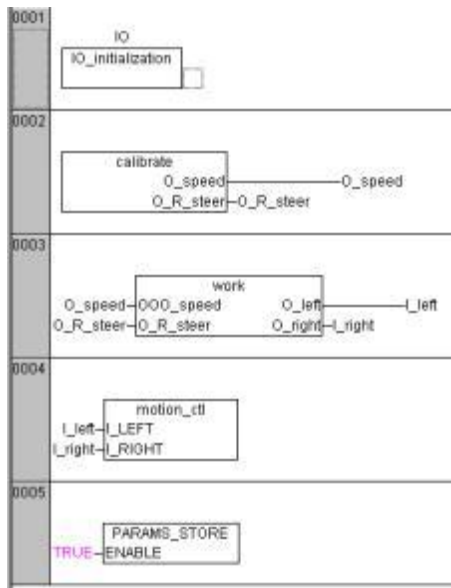 0001
IO
IO_initialization
0002
calibrate
O_speed O_speed
O_R_steer O_R_steer
0003
work
O_speed OOO_speed O_left I_left
O_R_steer O_R_steer O_right I_right
0004
motion_ctl
I_left I_LEFT
I_right I_RIGHT
0005
PARAMS_STORE
TRUE ENABLE